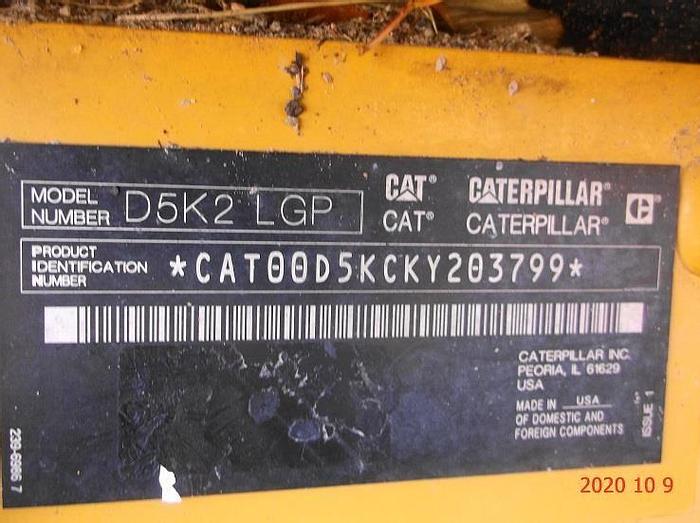 MODEL NUMBER D5K2 LGP
CAT® CATERPILLAR® C
CAT® CATERPILLAR®
PRODUCT IDENTIFICATION NUMBER *CAT00D5KCKY203799*
CATERPILLAR INC.
PEORIA, IL 61629
USA
MADE IN USA
OF DOMESTIC AND
FOREIGN COMPONENTS
ISSUE 1
239-6986 7
2020 10 9